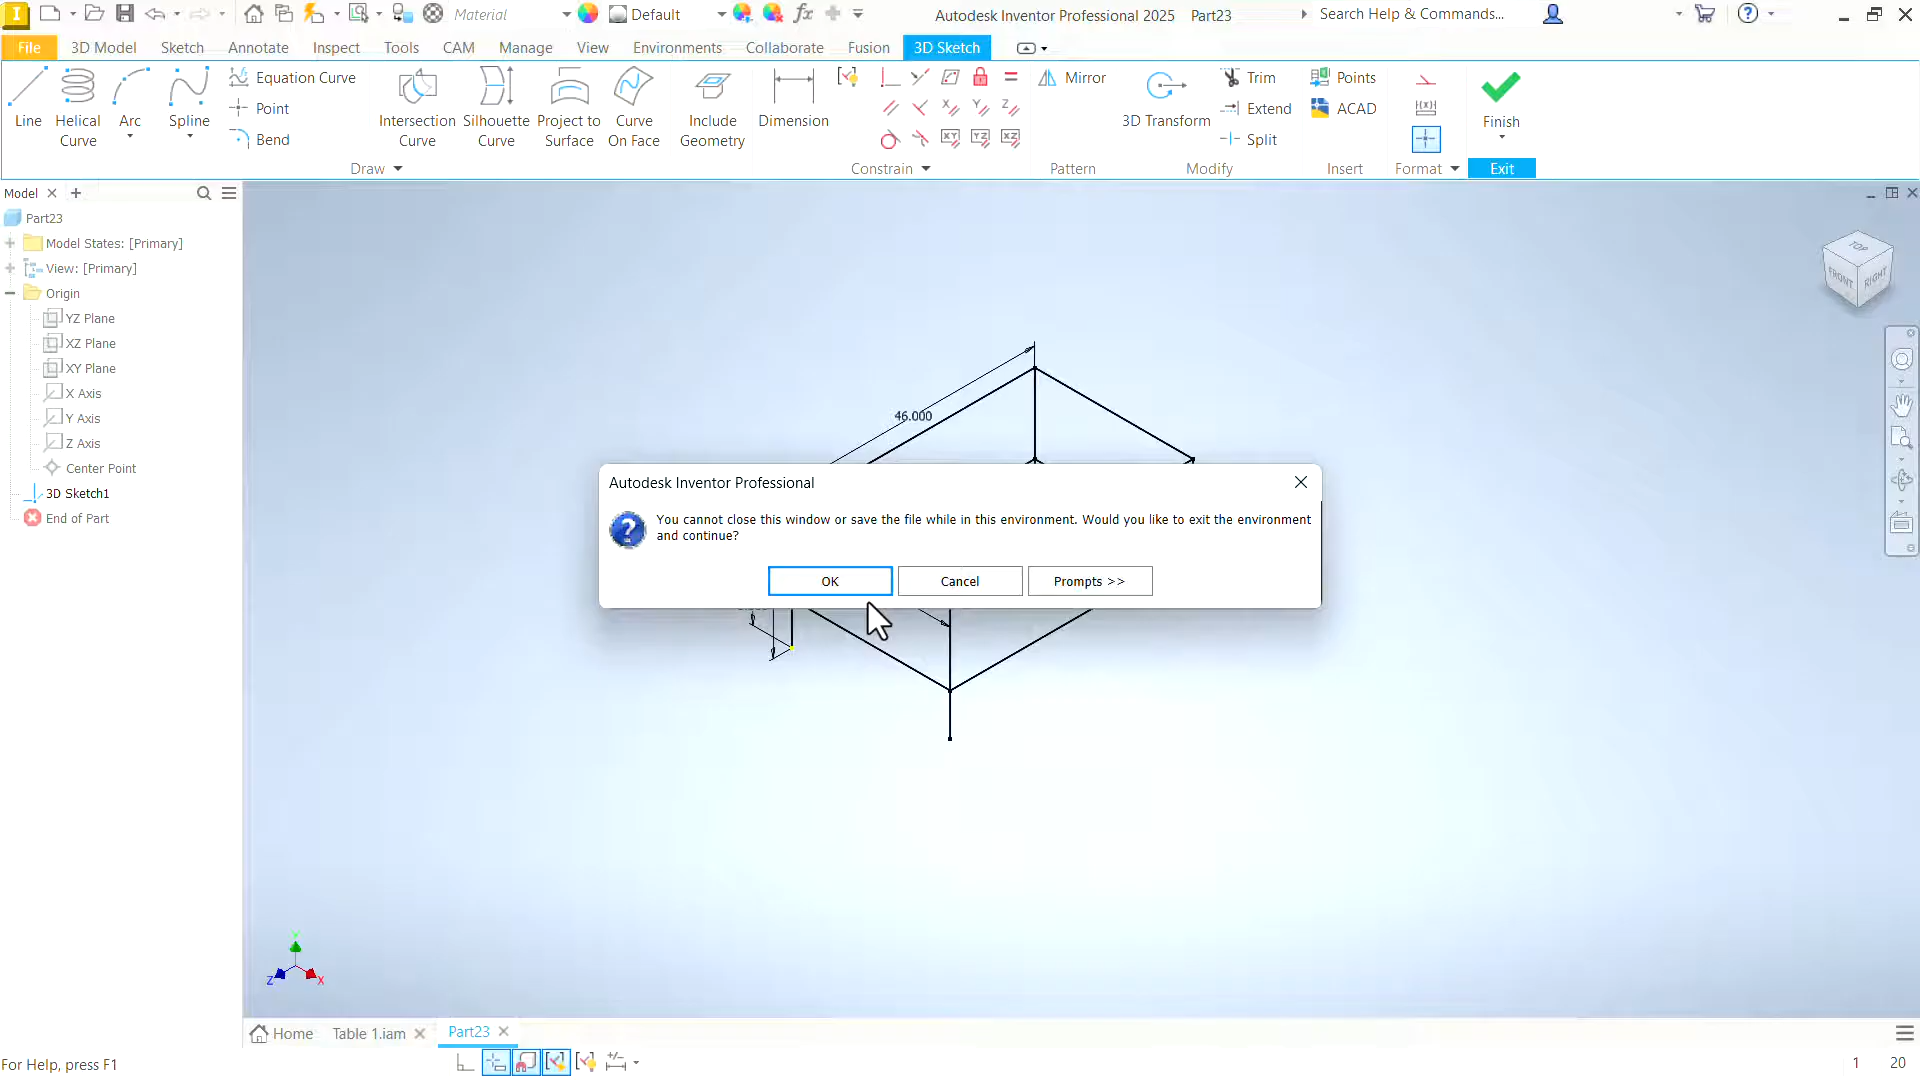 I Material Default fx Autodesk Inventor Professional 2025 Part23 Search Help & Commands... ?
File 3D Model Sketch Annotate Inspect Tools CAM Manage View Environments Collaborate Fusion 3D Sketch
Line Helical Curve Arc Spline Equation Curve Point Bend
Intersection Curve Silhouette Curve Project to Surface Curve On Face Include Geometry Dimension
Mirror 3D Transform Trim Extend Split Points ACAD Finish
Draw Constrain Pattern Modify Insert Format Exit
Model
Part23
Model States: [Primary]
View: [Primary]
Origin
YZ Plane
XZ Plane
XY Plane
X Axis
Y Axis
Z Axis
Center Point
3D Sketch1
End of Part
TOP
FRONT RIGHT
46.000
Autodesk Inventor Professional
You cannot close this window or save the file while in this environment. Would you like to exit the environment
and continue?
OK Cancel Prompts >>
Y
Z X
Home Table 1.iam Part23
For Help, press F1 1 20